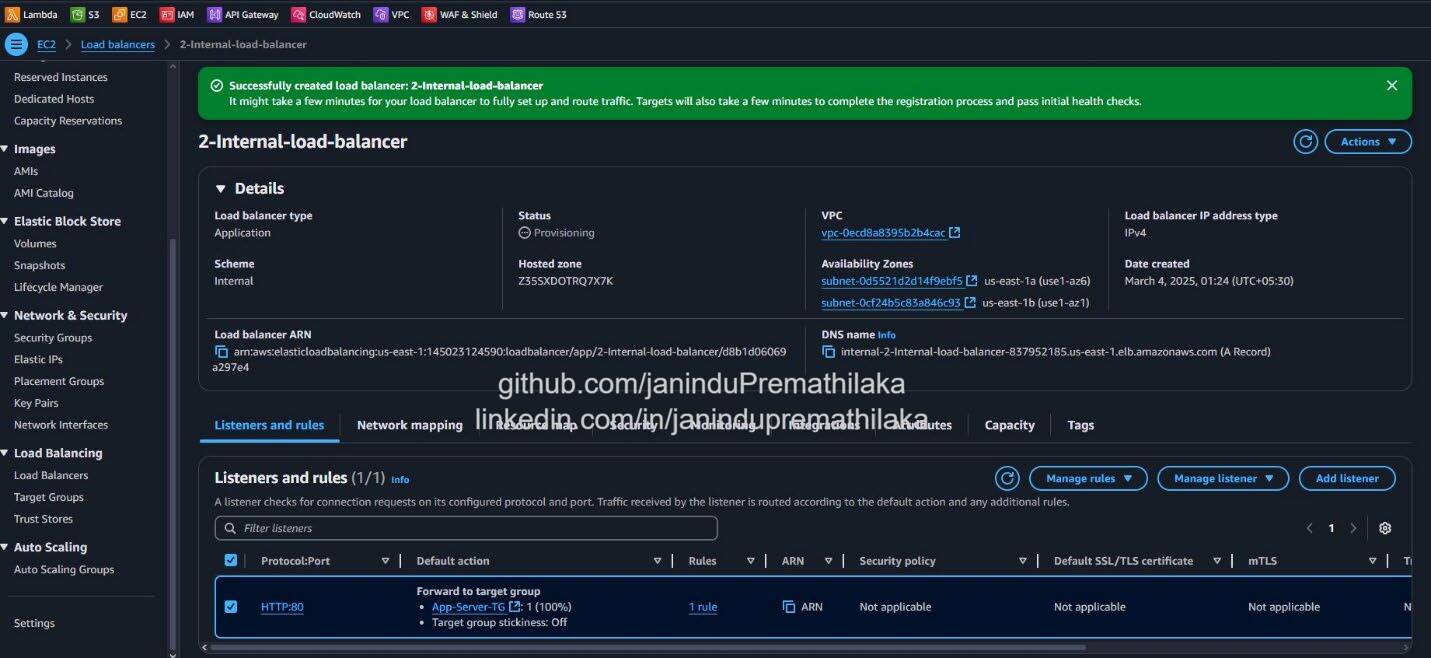 Lambda S3 EC2 IAM API Gateway CloudWatch VPC WAF & Shield Route 53
EC2 > Load balancers > 2-Internal-load-balancer
Reserved Instances
Dedicated Hosts
Capacity Reservations
Images
AMIs
AMI Catalog
Elastic Block Store
Volumes
Snapshots
Lifecycle Manager
Network & Security
Security Groups
Elastic IPs
Placement Groups
Key Pairs
Network Interfaces
Load Balancing
Load Balancers
Target Groups
Trust Stores
Auto Scaling
Auto Scaling Groups
Settings
Successfully created load balancer: 2-Internal-load-balancer
It might take a few minutes for your load balancer to fully set up and route traffic. Targets will also take a few minutes to complete the registration process and pass initial health checks.
2-Internal-load-balancer
Actions
Details
Load balancer type
Application
Status
Provisioning
VPC
vpc-0ecd8a8395b2b4cac
Load balancer IP address type
IPv4
Scheme
Internal
Hosted zone
Z35SXDOTRQ7X7K
Availability Zones
subnet-0d5521d2d14f9ebf5 us-east-1a (use1-az6)
subnet-0cf24b5c83a846c93 us-east-1b (use1-az1)
Date created
March 4, 2025, 01:24 (UTC+05:30)
Load balancer ARN
arn:aws:elasticloadbalancing:us-east-1:145023124590:loadbalancer/app/2-Internal-load-balancer/d8b1d06069
a297e4
DNS name Info
internal-2-Internal-load-balancer-837952185.us-east-1.elb.amazonaws.com (A Record)
github.com/janinduPremathilaka
linkedin.com/in/janindupremathilaka
Listeners and rules Network mapping Resource map Security Monitoring Integrations Attributes Capacity Tags
Listeners and rules (1/1) Info
Manage rules Manage listener Add listener
A listener checks for connection requests on its configured protocol and port. Traffic received by the listener is routed according to the default action and any additional rules.
Filter listeners
1
Protocol:Port Default action Rules ARN Security policy Default SSL/TLS certificate mTLS
Forward to target group
HTTP:80 • App-Server-TG : 1 (100%) 1 rule ARN Not applicable Not applicable Not applicable
• Target group stickiness: Off